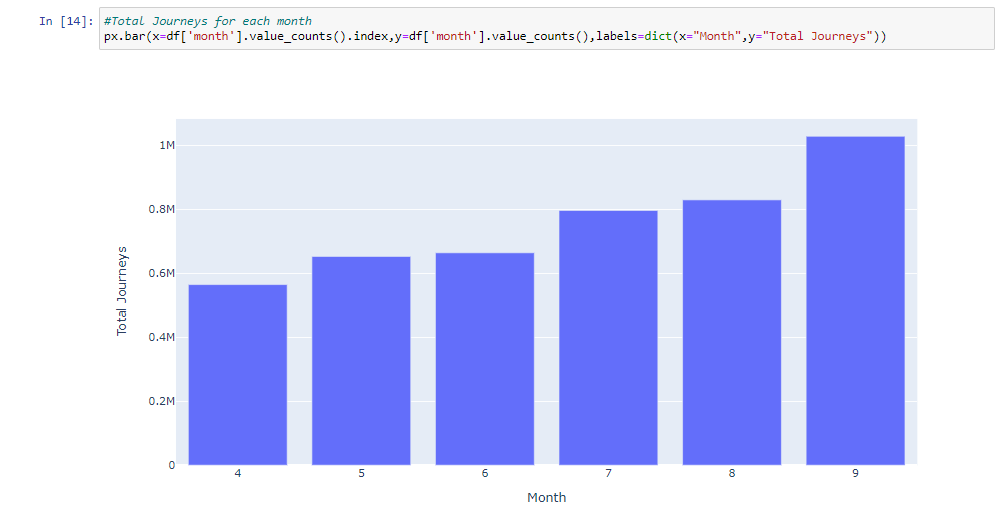 In [14]: #Total Journeys for each month
px.bar(x=df['month'].value_counts().index,y=df['month'].value_counts(),labels=dict(x="Month",y="Total Journeys"))
1M
0.8M
0.6M
0.4M
0.2M
0
Total Journeys
4 5 6 7 8 9
Month